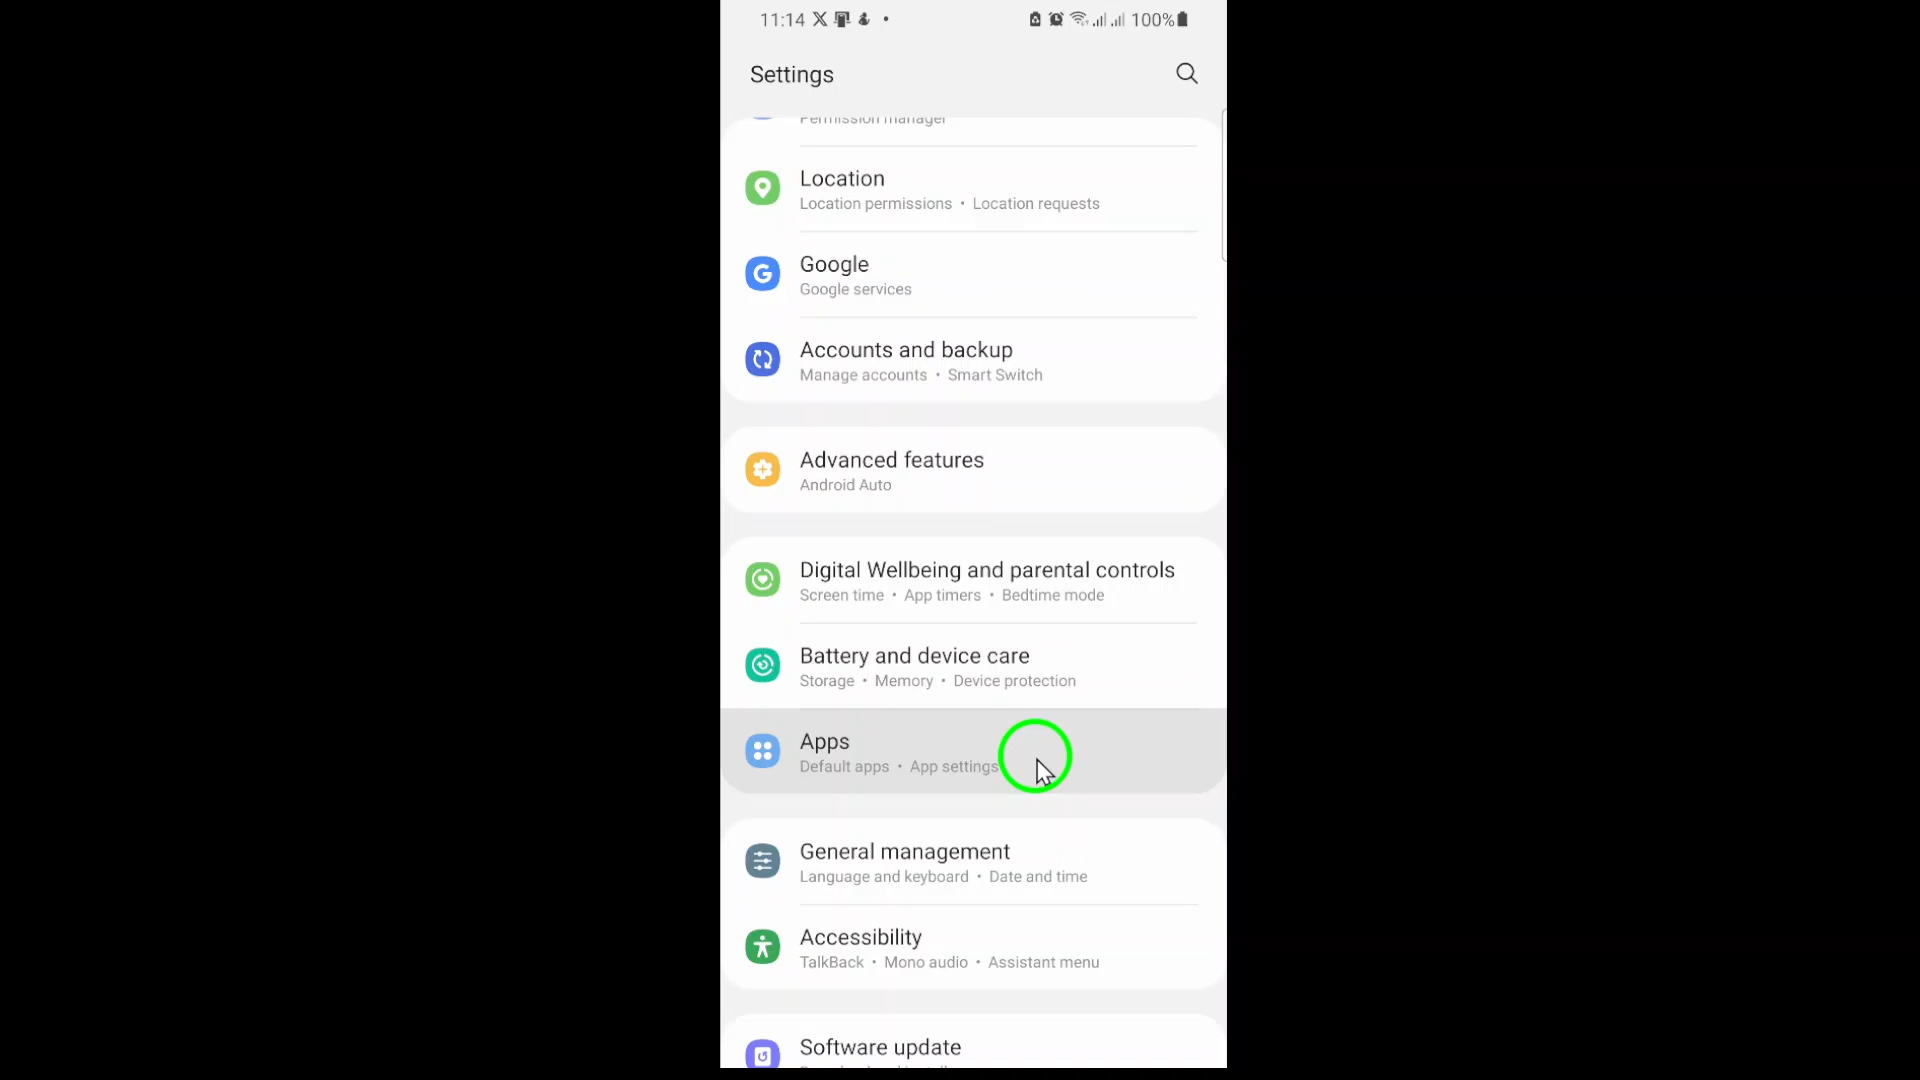 11:14
100%
Settings
Permission manager
Location
Location permissions • Location requests
Google
Google services
Accounts and backup
Manage accounts • Smart Switch
Advanced features
Android Auto
Digital Wellbeing and parental controls
Screen time • App timers • Bedtime mode
Battery and device care
Storage • Memory • Device protection
Apps
Default apps • App settings
General management
Language and keyboard • Date and time
Accessibility
TalkBack • Mono audio • Assistant menu
Software update